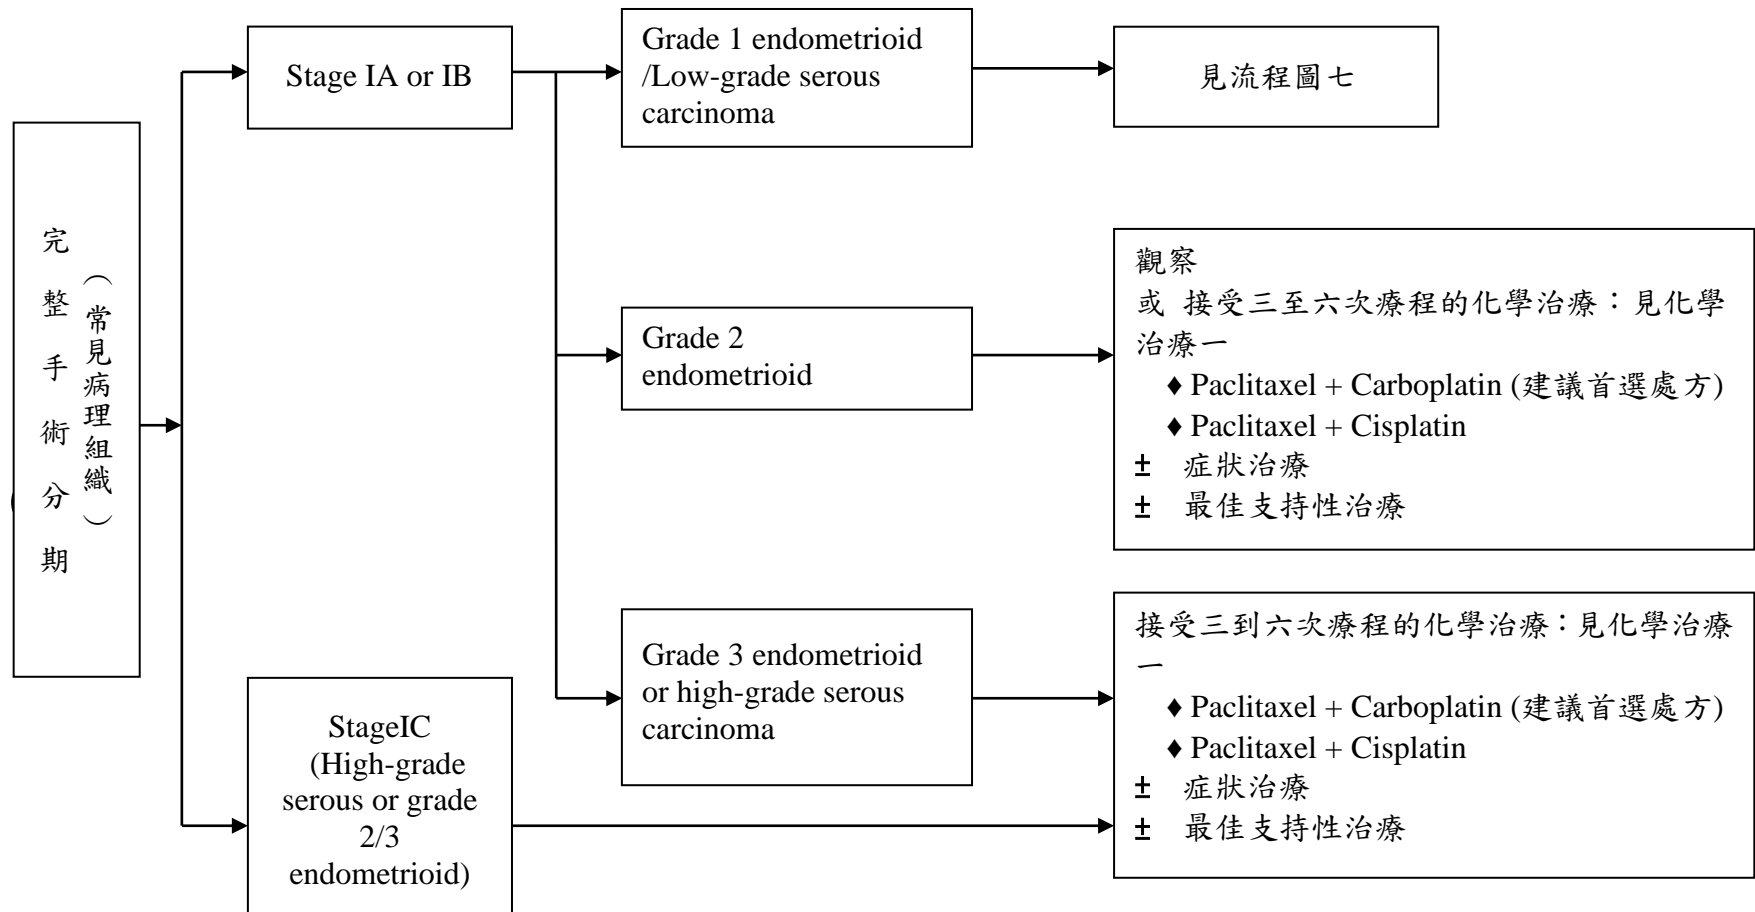 完整手術分期
（常見病理組織）
(
Stage IA or IB
Grade 1 endometrioid
/Low-grade serous
carcinoma
見流程圖七
Grade 2
endometrioid
觀察
或 接受三至六次療程的化學治療：見化學
治療一
♦ Paclitaxel + Carboplatin (建議首選處方)
♦ Paclitaxel + Cisplatin
± 症狀治療
± 最佳支持性治療
Grade 3 endometrioid
or high-grade serous
carcinoma
接受三到六次療程的化學治療：見化學治療
一
♦ Paclitaxel + Carboplatin (建議首選處方)
♦ Paclitaxel + Cisplatin
± 症狀治療
± 最佳支持性治療
StageIC
(High-grade
serous or grade
2/3
endometrioid)